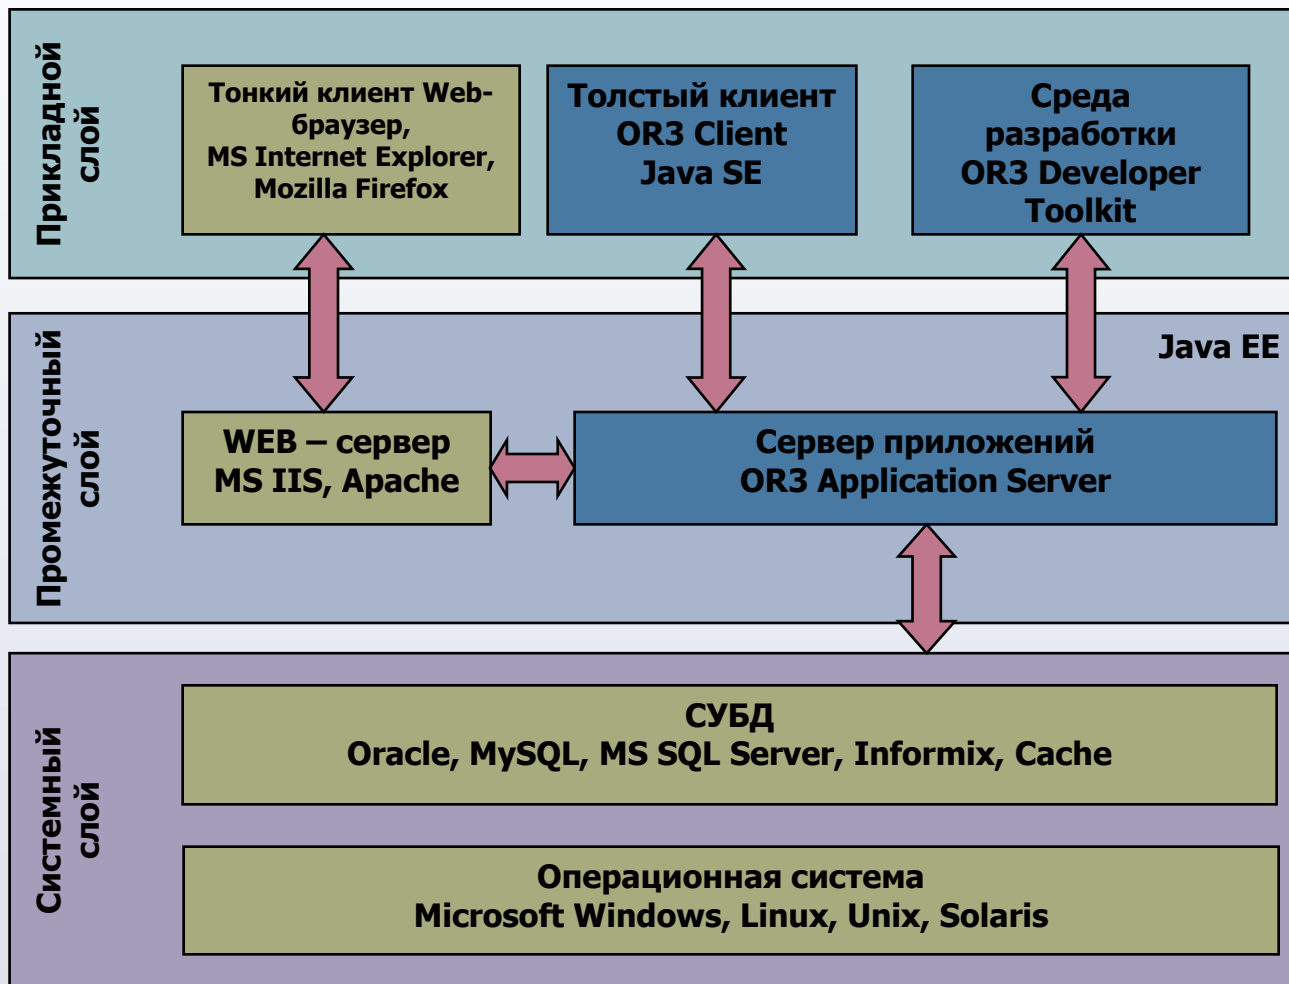 Прикладной
слой
Тонкий клиент Web-
браузер,
MS Internet Explorer,
Mozilla Firefox
Толстый клиент
OR3 Client
Java SE
Среда
разработки
OR3 Developer
Toolkit
Промежуточный
слой
Java EE
WEB – сервер
MS IIS, Apache
Сервер приложений
OR3 Application Server
Системный
слой
СУБД
Oracle, MySQL, MS SQL Server, Informix, Cache
Операционная система
Microsoft Windows, Linux, Unix, Solaris